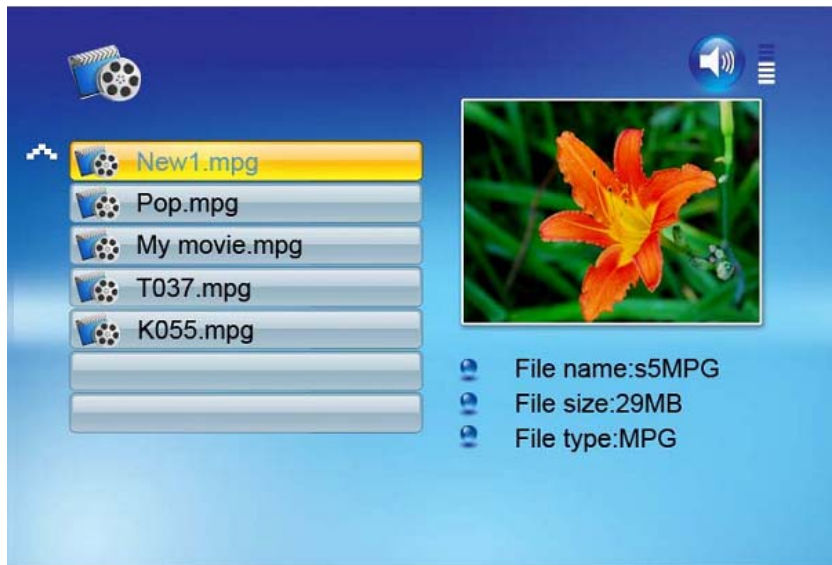 New1.mpg
Pop.mpg
My movie.mpg
T037.mpg
K055.mpg
File name:s5MPG
File size:29MB
File type:MPG